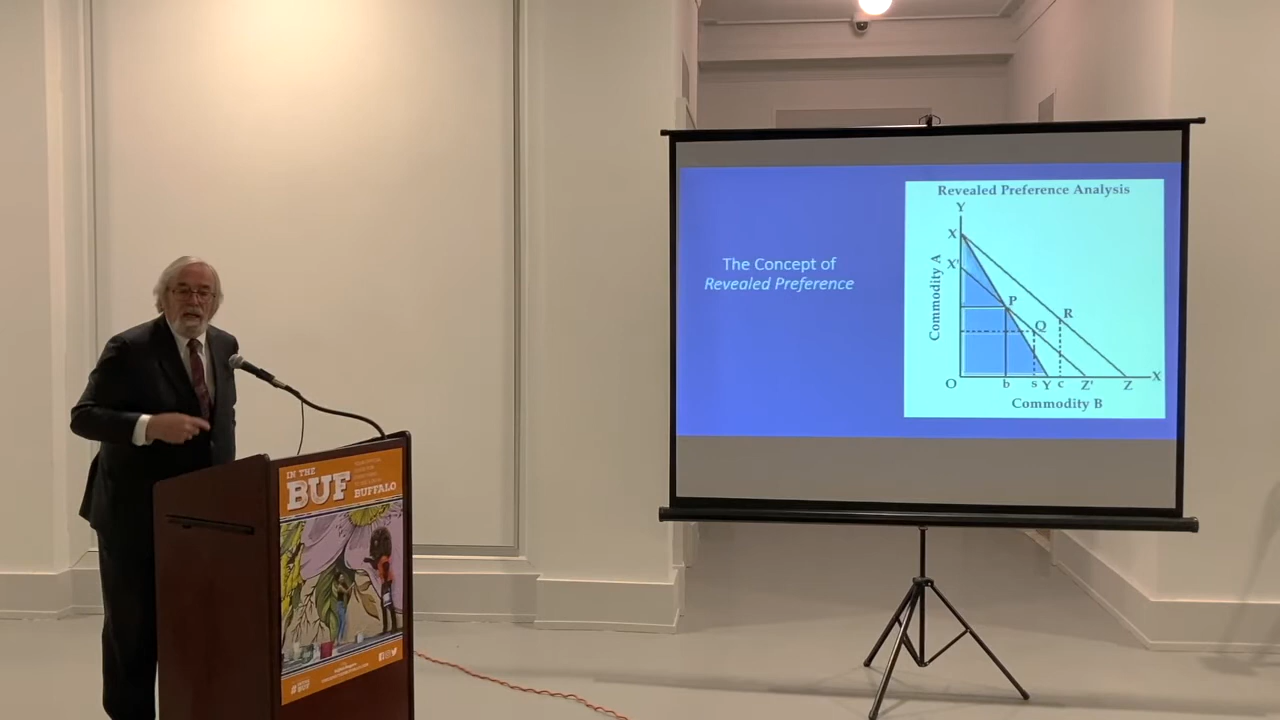 The Concept of
Revealed Preference
Revealed Preference Analysis
Y
X
X'
Commodity A
P
Q
R
O
b
s
Y
c
Z'
Z
X
Commodity B
IN THE
BUF
BUFFALO